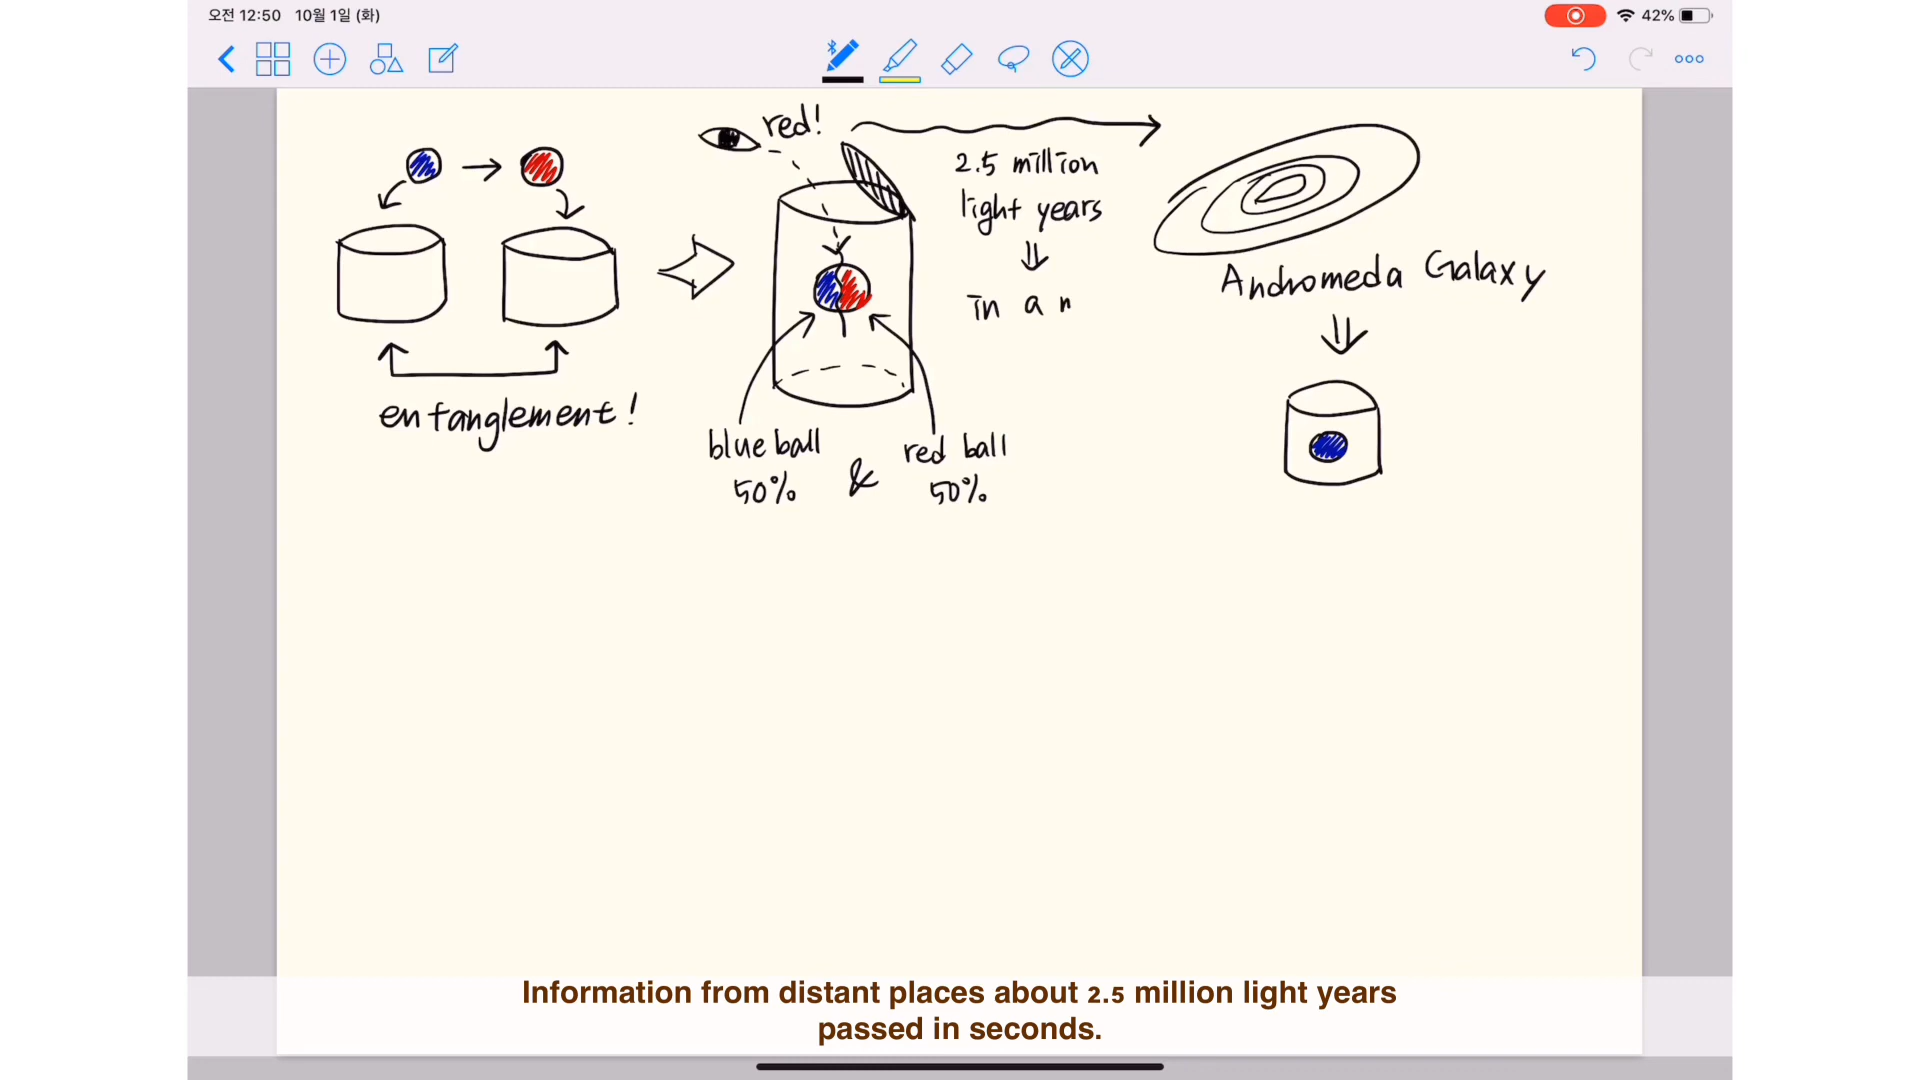 오전 12:50 10월 1일 (화)
42%
red!
2.5 million
light years
in a
Andromeda Galaxy
entanglement!
blue ball
50%
&
red ball
50%
Information from distant places about 2.5 million light years
passed in seconds.